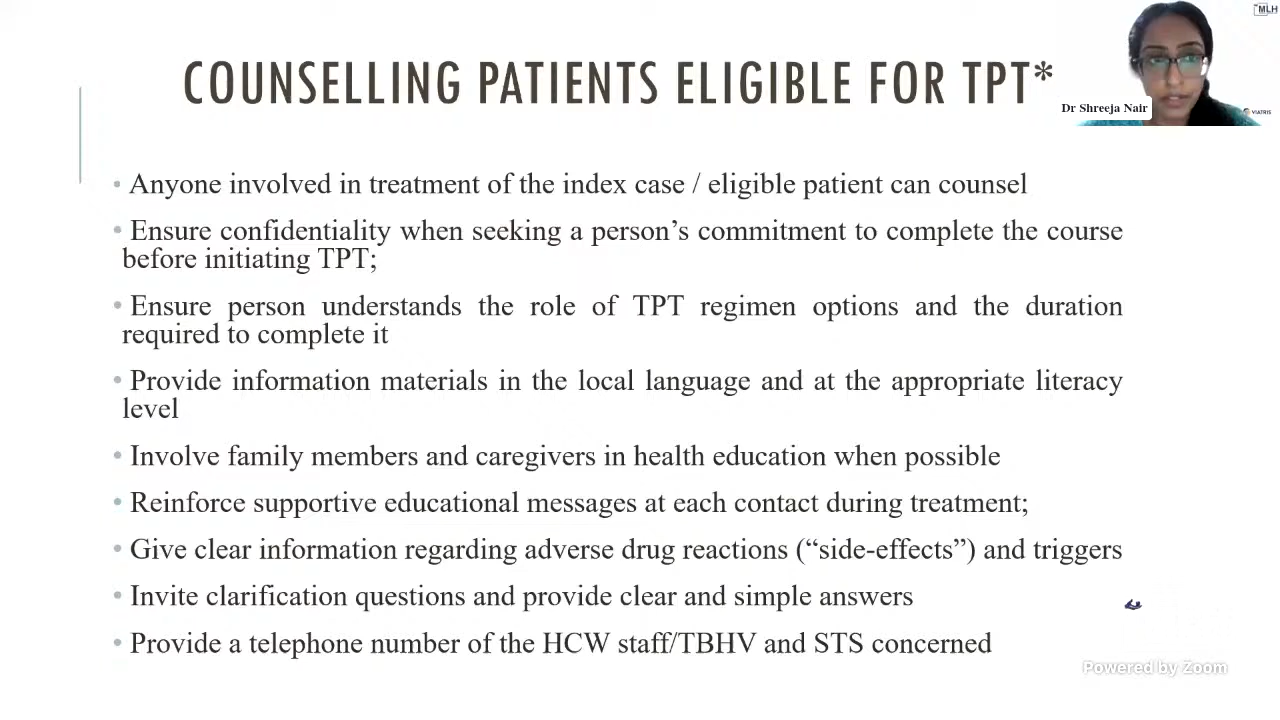 MLH
COUNSELLING PATIENTS ELIGIBLE FOR TPT*
Dr Shreeja Nair
VIATRIS
• Anyone involved in treatment of the index case / eligible patient can counsel
• Ensure confidentiality when seeking a person’s commitment to complete the course
before initiating TPT;
• Ensure person understands the role of TPT regimen options and the duration
required to complete it
• Provide information materials in the local language and at the appropriate literacy
level
• Involve family members and caregivers in health education when possible
• Reinforce supportive educational messages at each contact during treatment;
• Give clear information regarding adverse drug reactions (“side-effects”) and triggers
• Invite clarification questions and provide clear and simple answers
• Provide a telephone number of the HCW staff/TBHV and STS concerned
Powered by Zoom